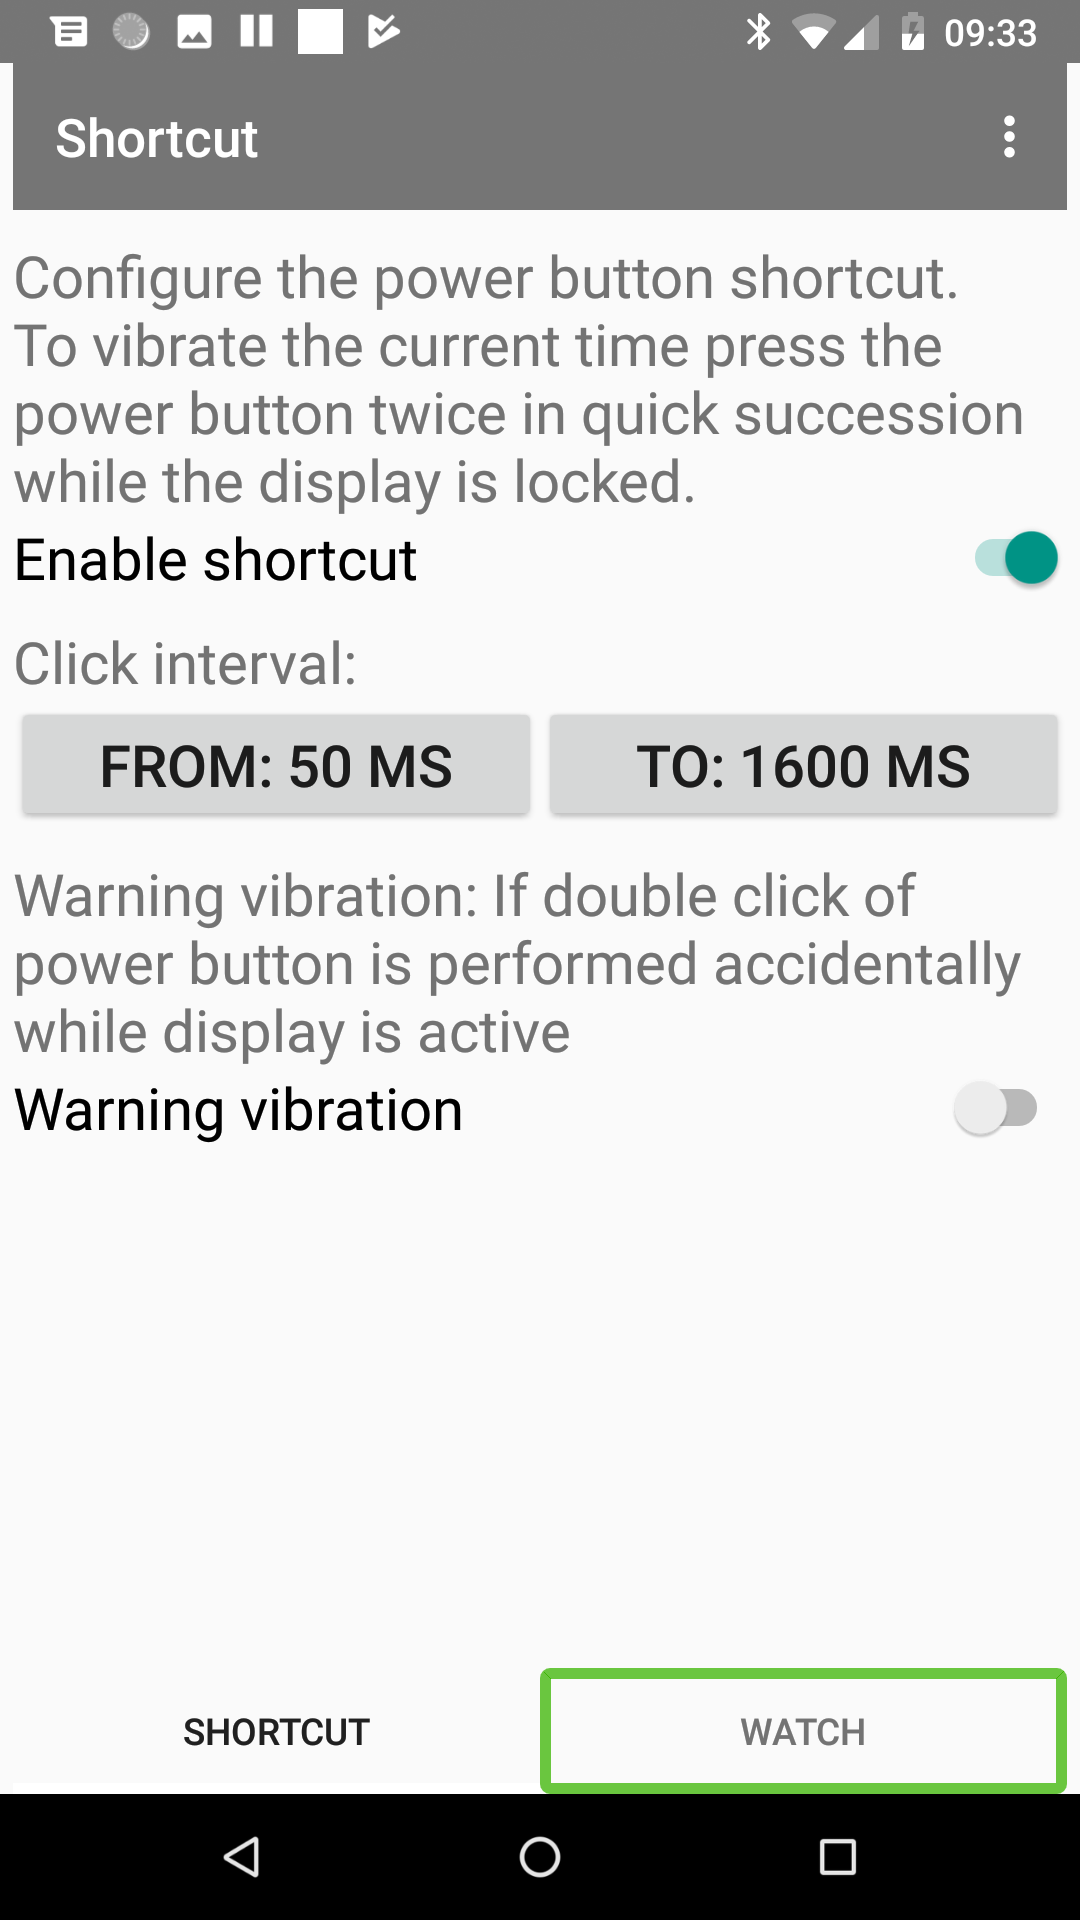 09:33
Shortcut
Configure the power button shortcut.
To vibrate the current time press the
power button twice in quick succession
while the display is locked.
Enable shortcut
Click interval:
FROM: 50 MS
TO: 1600 MS
Warning vibration: If double click of
power button is performed accidentally
while display is active
Warning vibration
SHORTCUT
WATCH